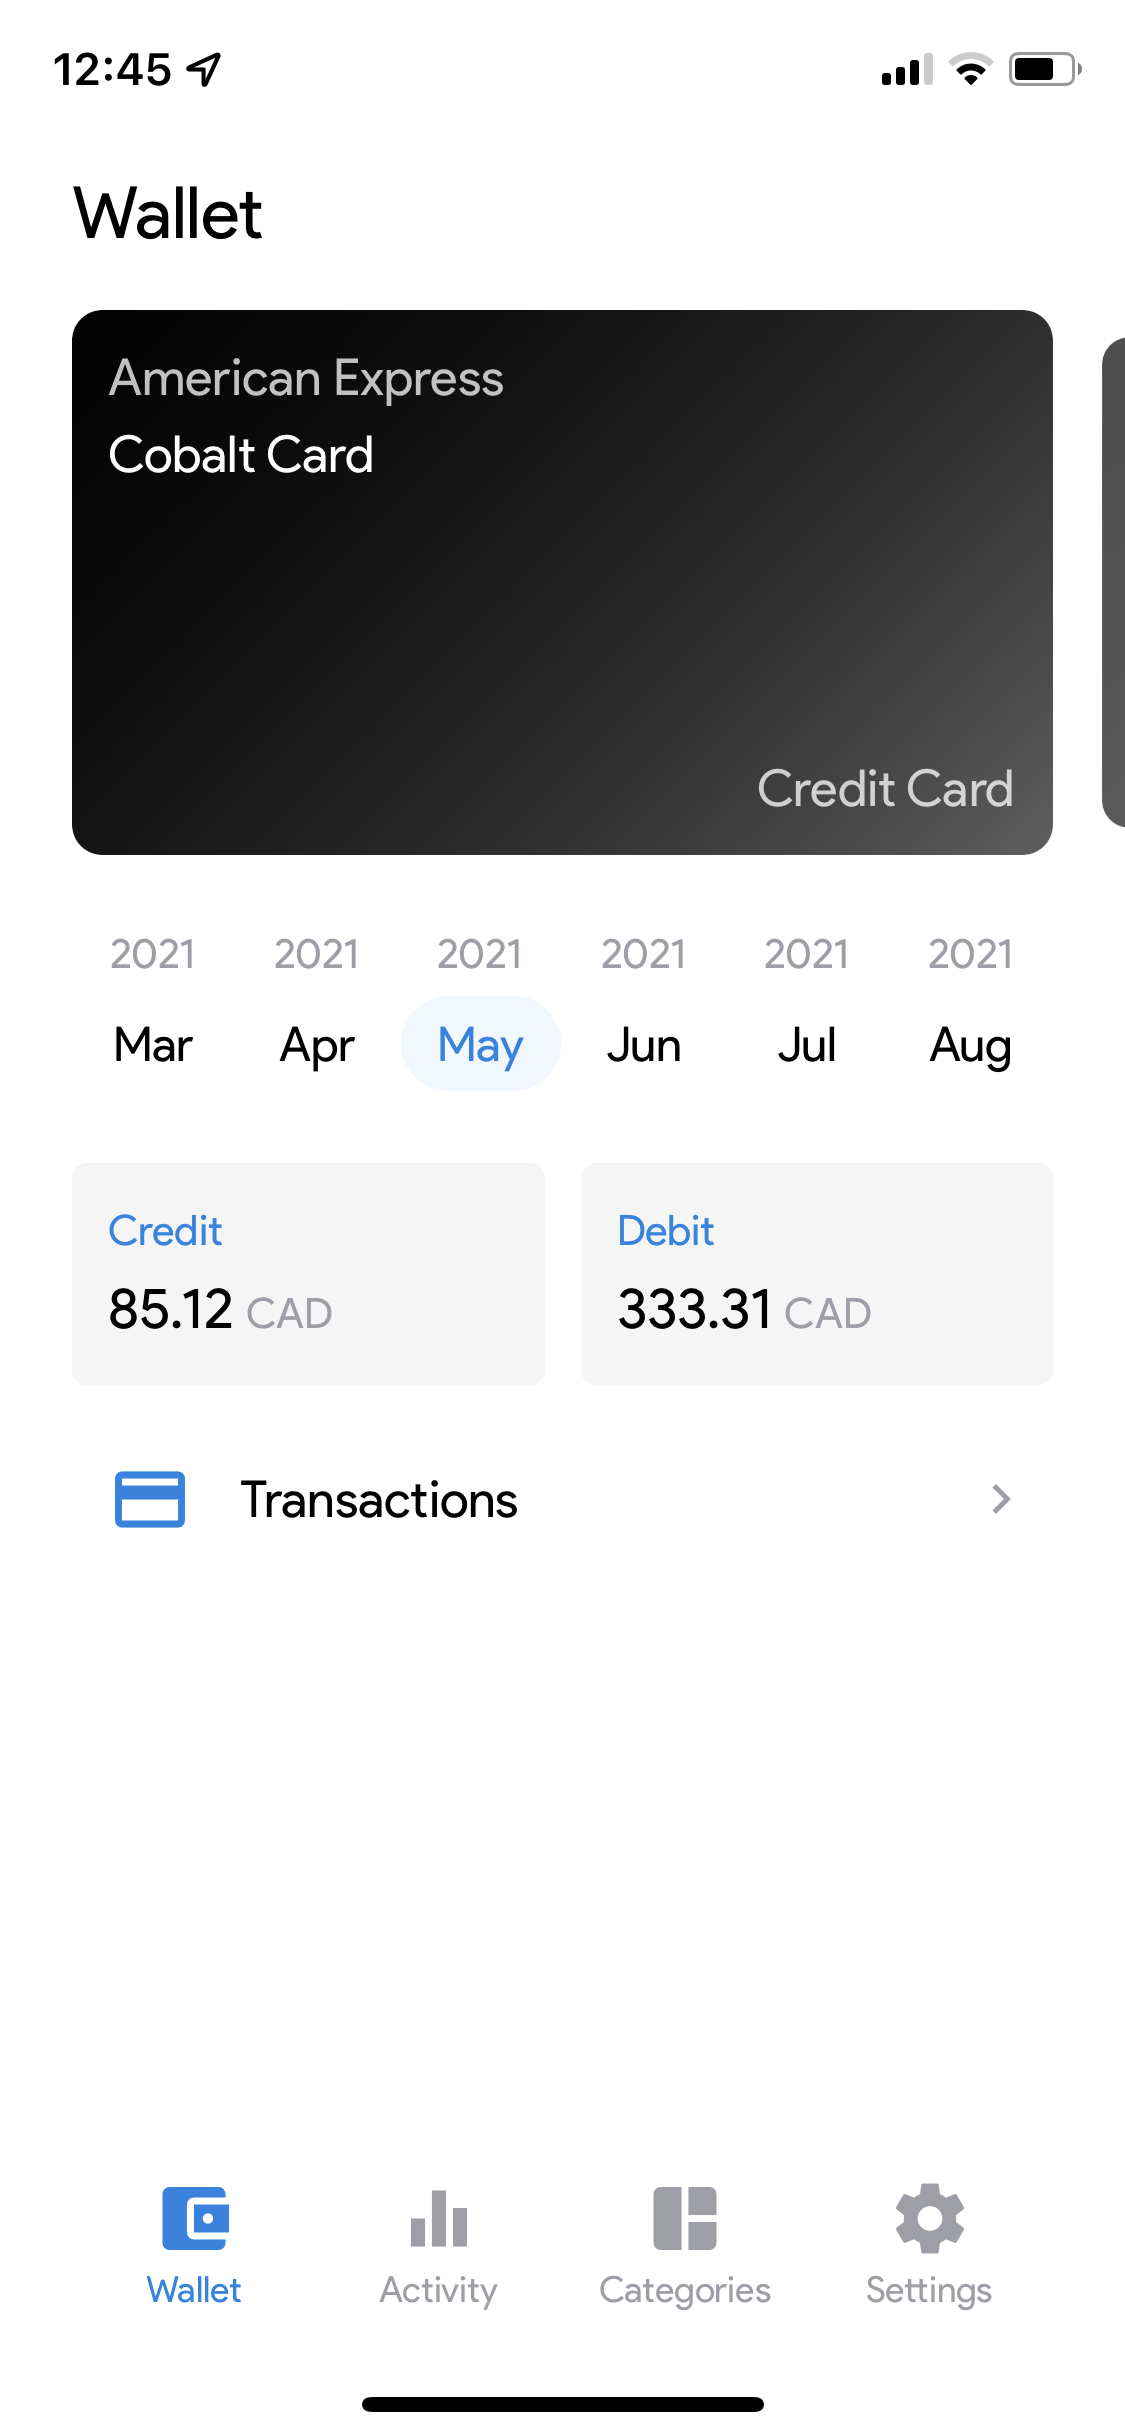 12:45
Wallet
American Express
Cobalt Card
Credit Card
2021 2021 2021 2021 2021 2021
Mar Apr May Jun Jul Aug
Credit Debit
85.12 CAD 333.31 CAD
Transactions
Wallet Activity Categories Settings